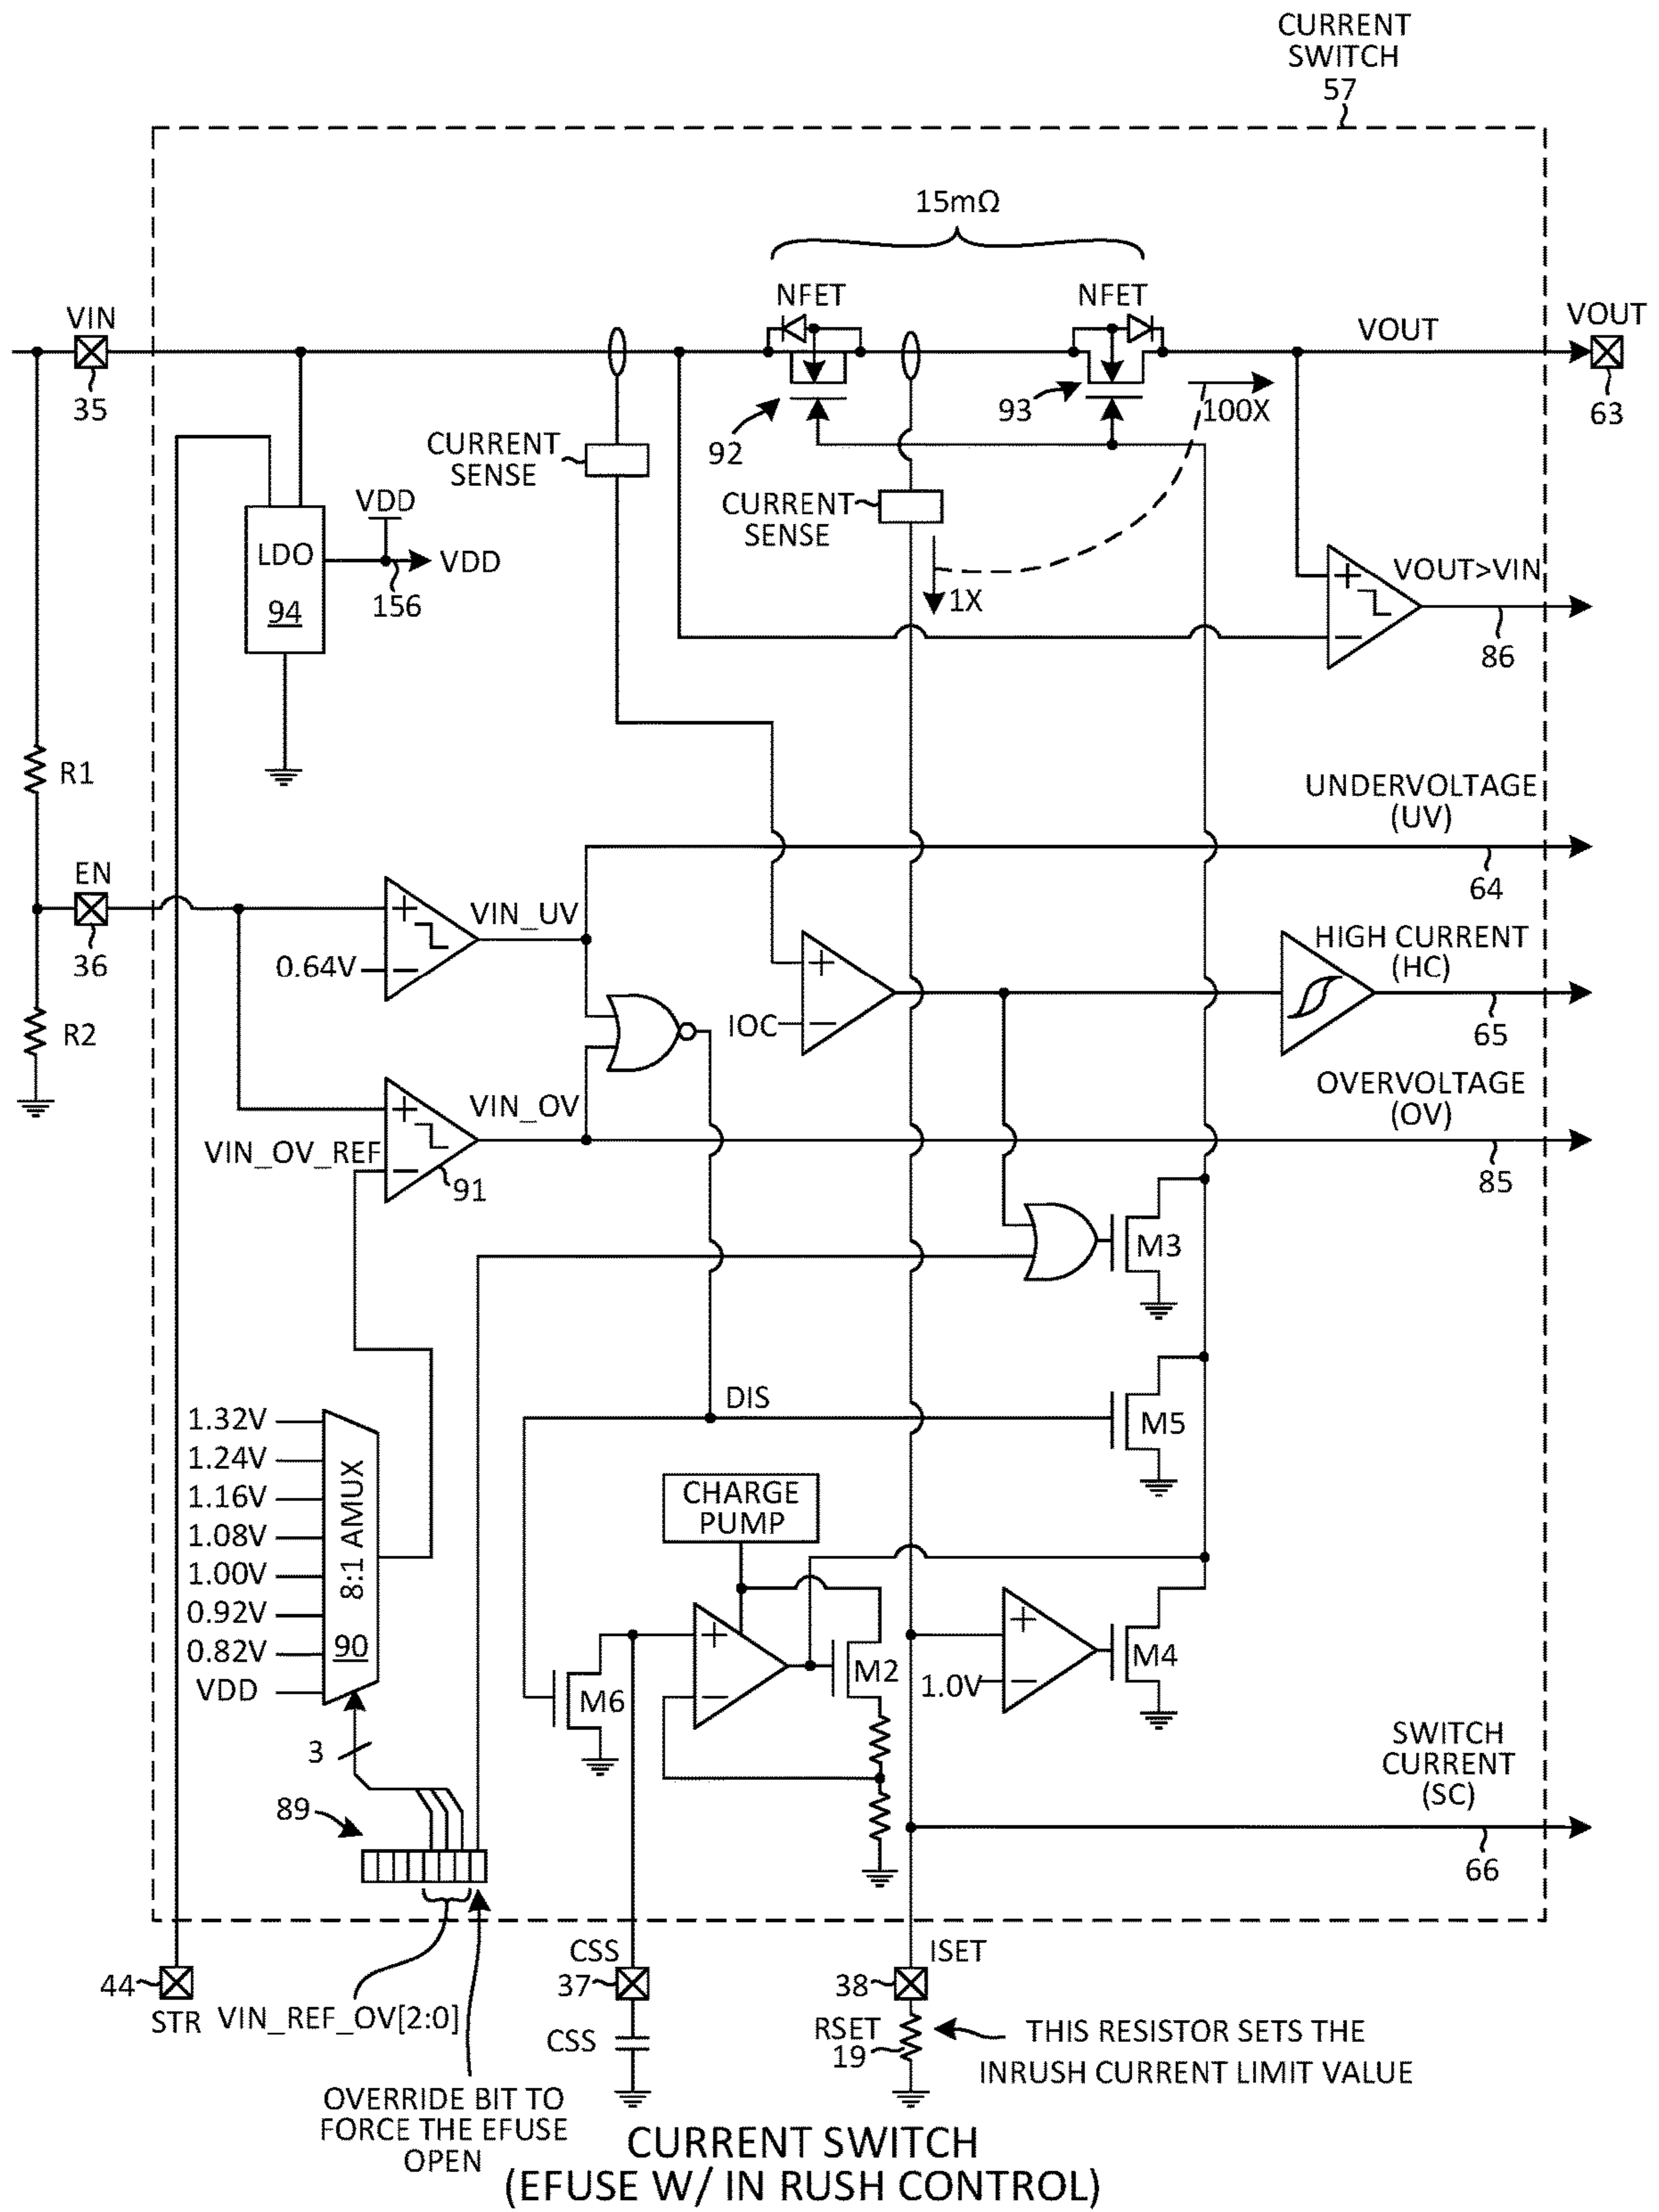 CURRENT
SWITCH
57
15mΩ
NFET
NFET
VIN
35
VOUT
VOUT
63
92
93
100X
CURRENT
SENSE
CURRENT
SENSE
1X
LDO
94
VDD
VDD
156
VOUT>VIN
+
−
86
R1
UNDERVOLTAGE
(UV)
64
EN
36
+
−
0.64V
VIN_UV
R2
HIGH CURRENT
(HC)
65
+
−
IOC
OVERVOLTAGE
(OV)
85
+
−
VIN_OV
VIN_OV_REF
91
M3
DIS
M5
1.32V
1.24V
1.16V
1.08V
1.00V
0.92V
0.82V
VDD
8:1 AMUX
90
CHARGE
PUMP
+
−
M6
M2
+
−
1.0V
M4
3
89
SWITCH
CURRENT
(SC)
66
44
STR
VIN_REF_OV[2:0]
CSS
37
CSS
ISET
38
RSET
19
THIS RESISTOR SETS THE
INRUSH CURRENT LIMIT VALUE
OVERRIDE BIT TO
FORCE THE EFUSE
OPEN
CURRENT SWITCH
(EFUSE W/ IN RUSH CONTROL)